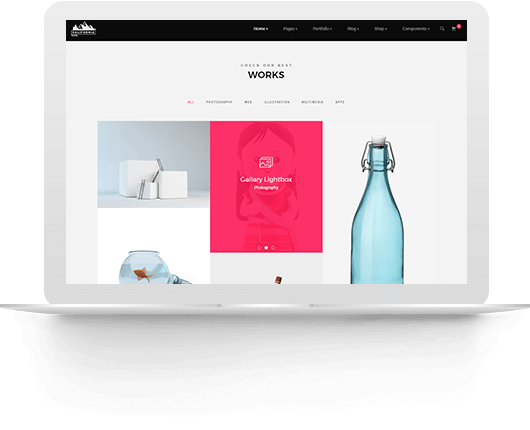 CALIFORNIA
Home + Pages + Portfolio + Blog + Shop + Components +
CHECK OUR BEST
WORKS
ALL PHOTOGRAPHY WEB ILLUSTRATION MULTIMEDIA APPS
Gallary Lightbox
Photography